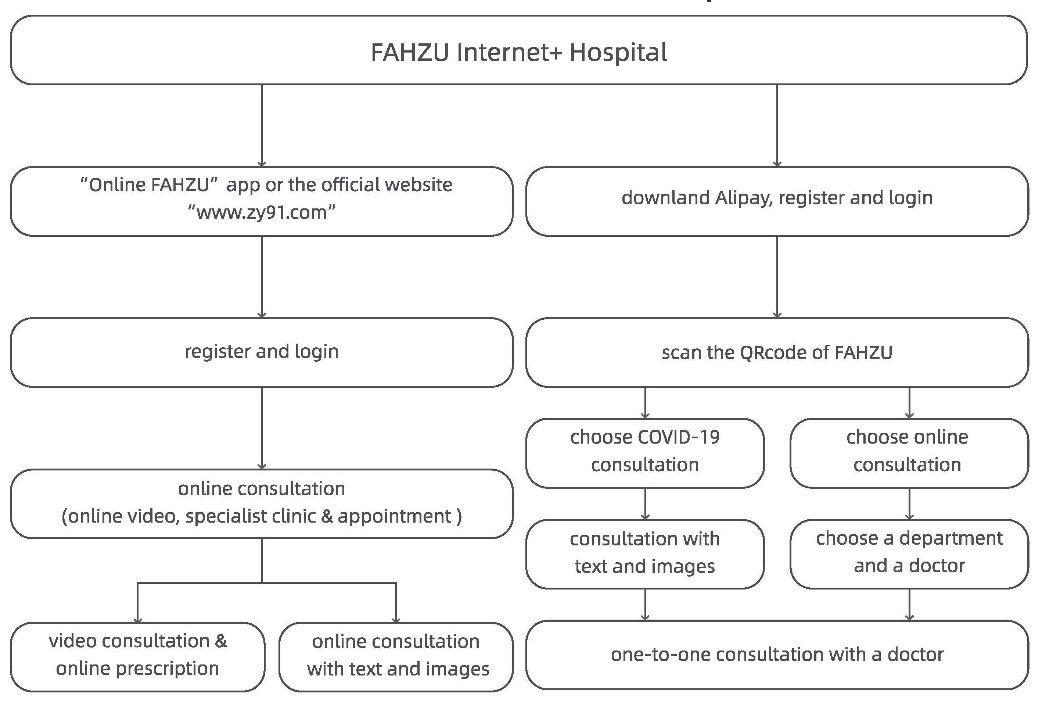 FAHZU Internet+ Hospital
“Online FAHZU” app or the official website
“www.zy91.com”
downland Alipay, register and login
register and login
scan the QRcode of FAHZU
choose COVID-19
consultation
choose online
consultation
online consultation
(online video, specialist clinic & appointment )
consultation with
text and images
choose a department
and a doctor
video consultation &
online prescription
online consultation
with text and images
one-to-one consultation with a doctor